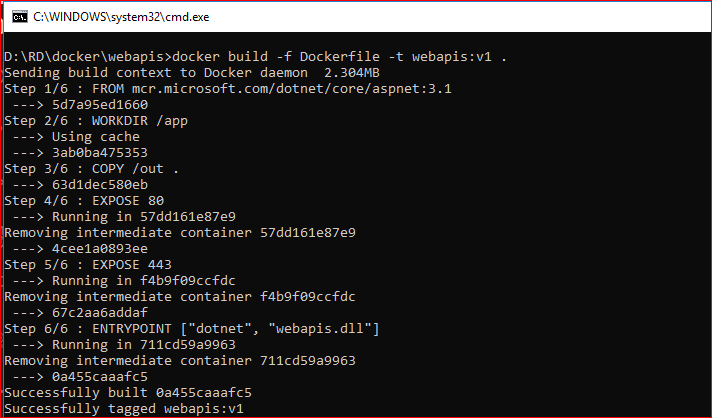 C:\WINDOWS\system32\cmd.exe
D:\RD\docker\webapis>docker build -f Dockerfile -t webapis:v1 .
Sending build context to Docker daemon  2.304MB
Step 1/6 : FROM mcr.microsoft.com/dotnet/core/aspnet:3.1
 ---> 5d7a95ed1660
Step 2/6 : WORKDIR /app
 ---> Using cache
 ---> 3ab0ba475353
Step 3/6 : COPY /out .
 ---> 63d1dec580eb
Step 4/6 : EXPOSE 80
 ---> Running in 57dd161e87e9
Removing intermediate container 57dd161e87e9
 ---> 4cee1a0893ee
Step 5/6 : EXPOSE 443
 ---> Running in f4b9f09ccfdc
Removing intermediate container f4b9f09ccfdc
 ---> 67c2aa6addaf
Step 6/6 : ENTRYPOINT ["dotnet", "webapis.dll"]
 ---> Running in 711cd59a9963
Removing intermediate container 711cd59a9963
 ---> 0a455caaafc5
Successfully built 0a455caaafc5
Successfully tagged webapis:v1